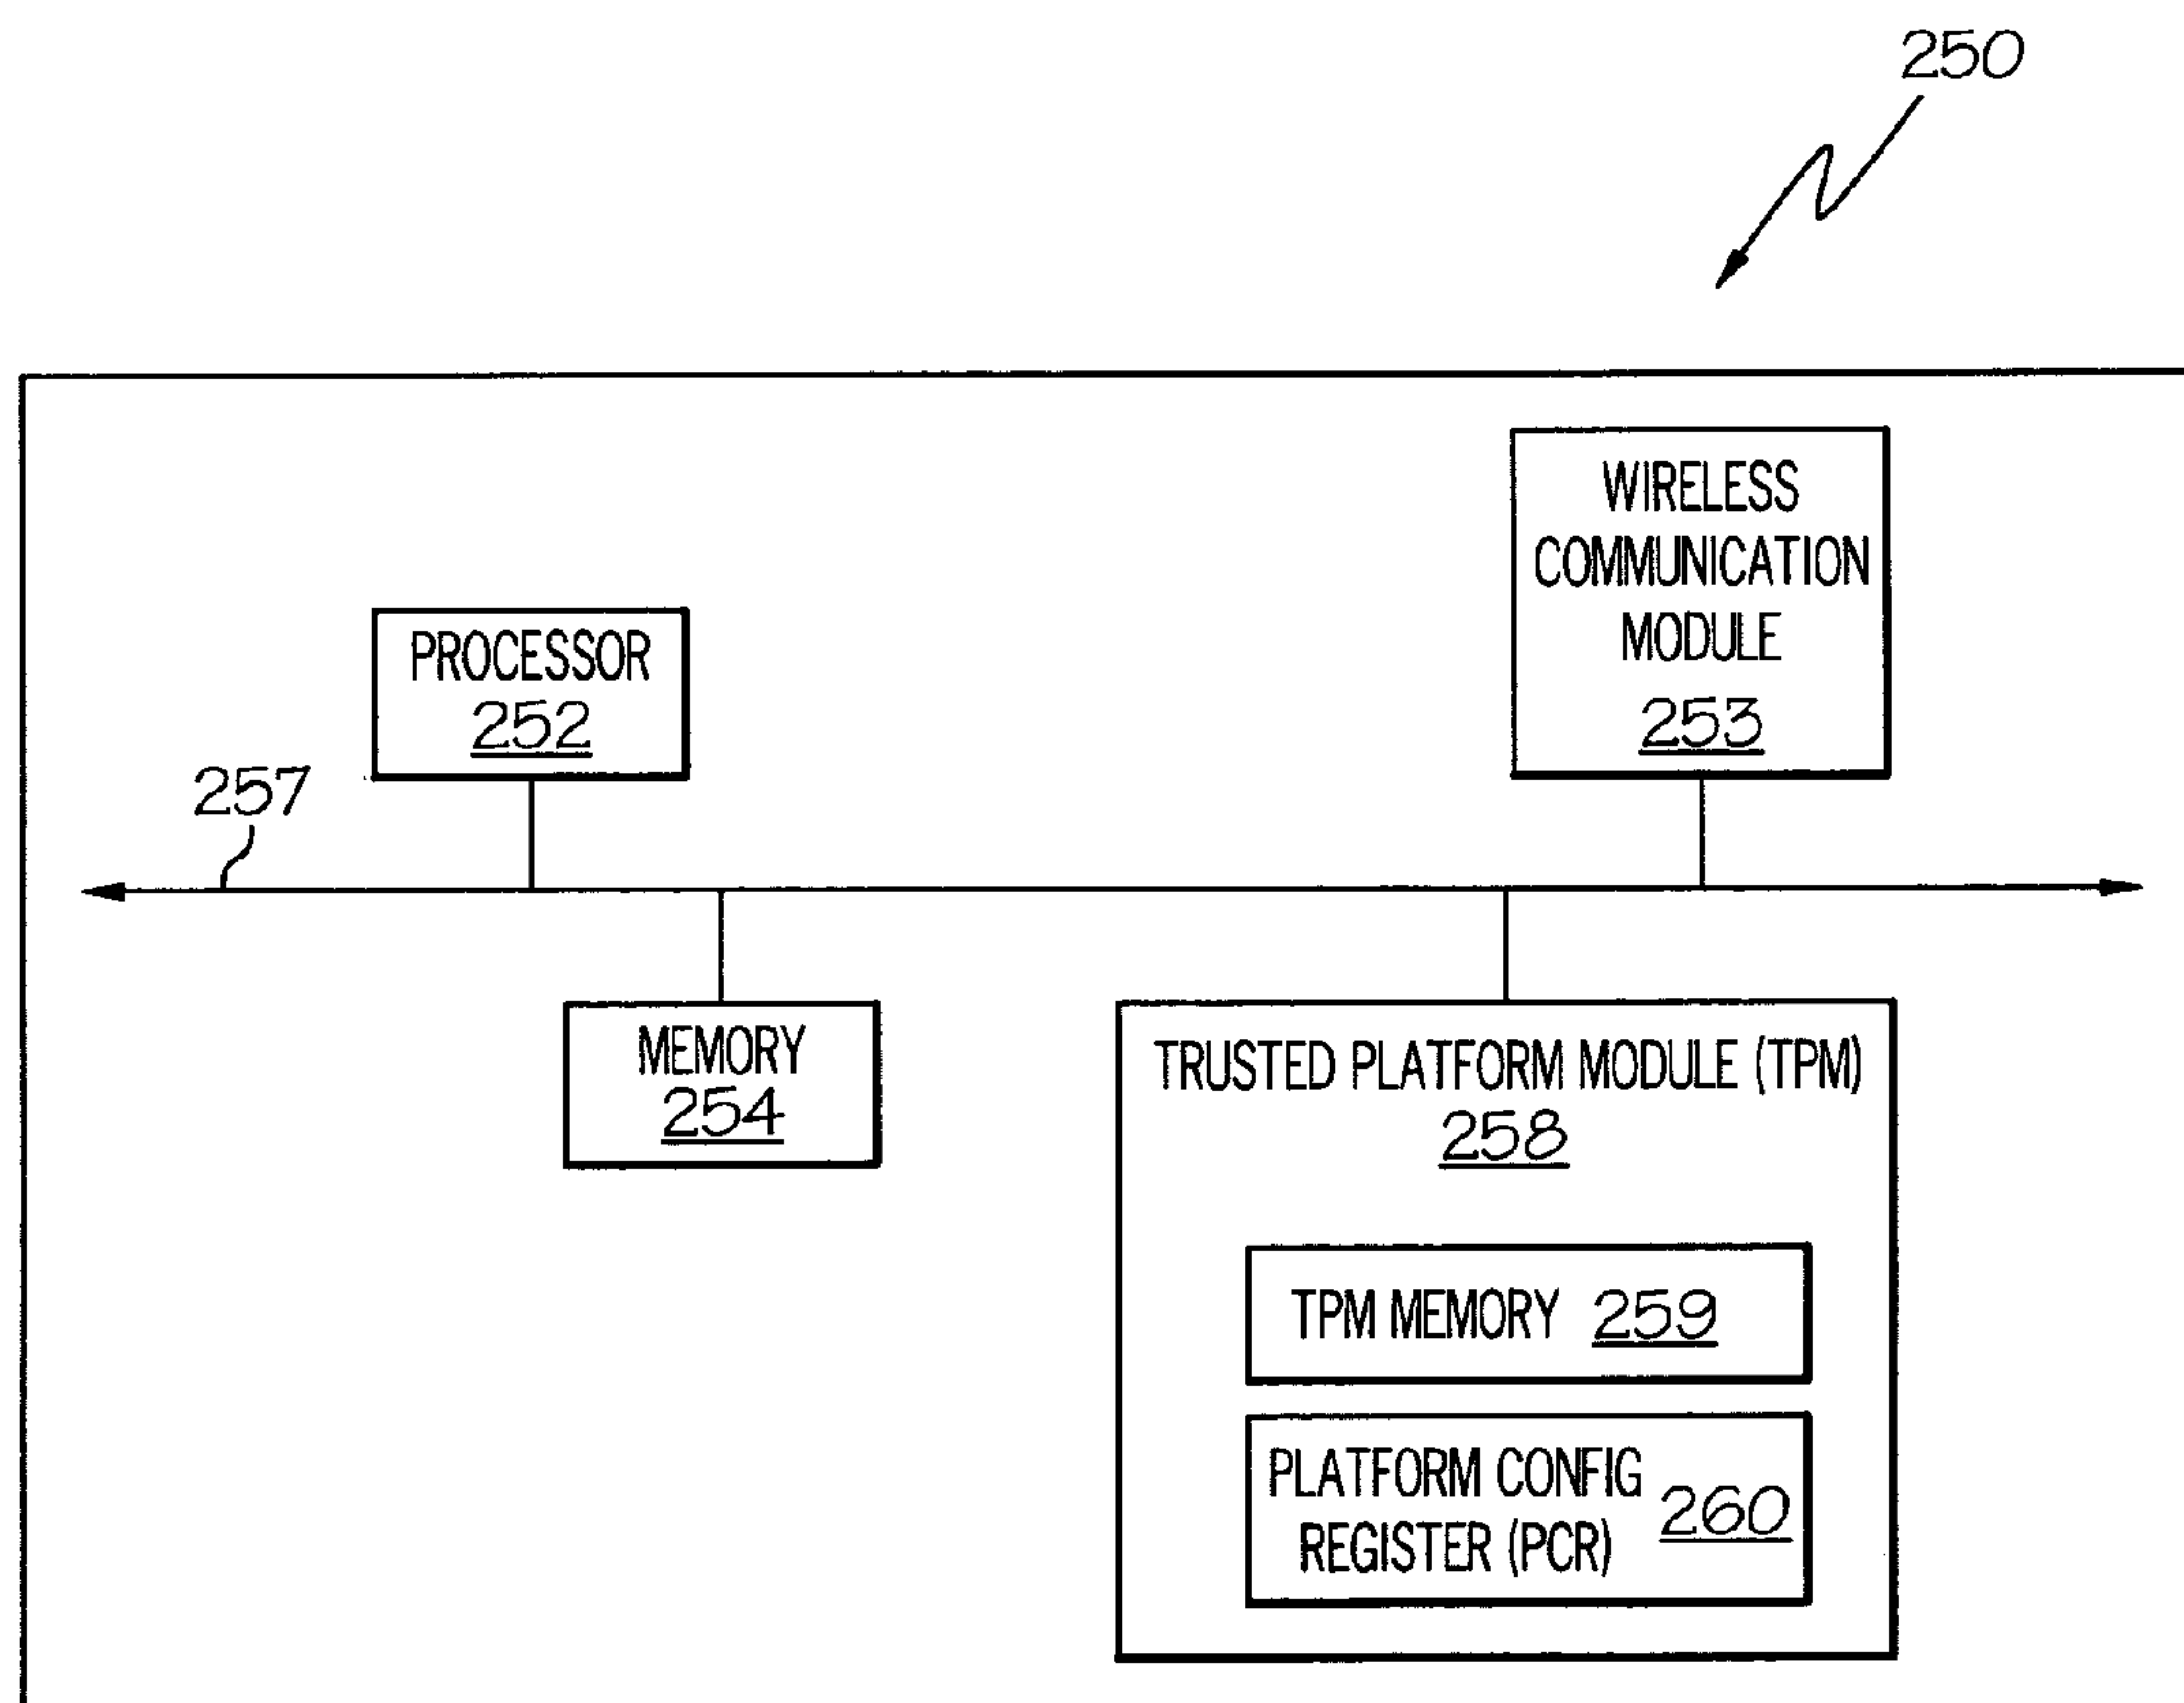 250
WIRELESS
COMMUNICATION
MODULE
253
PROCESSOR
252
257
MEMORY
254
TRUSTED PLATFORM MODULE (TPM)
258
TPM MEMORY 259
PLATFORM CONFIG
REGISTER (PCR) 260